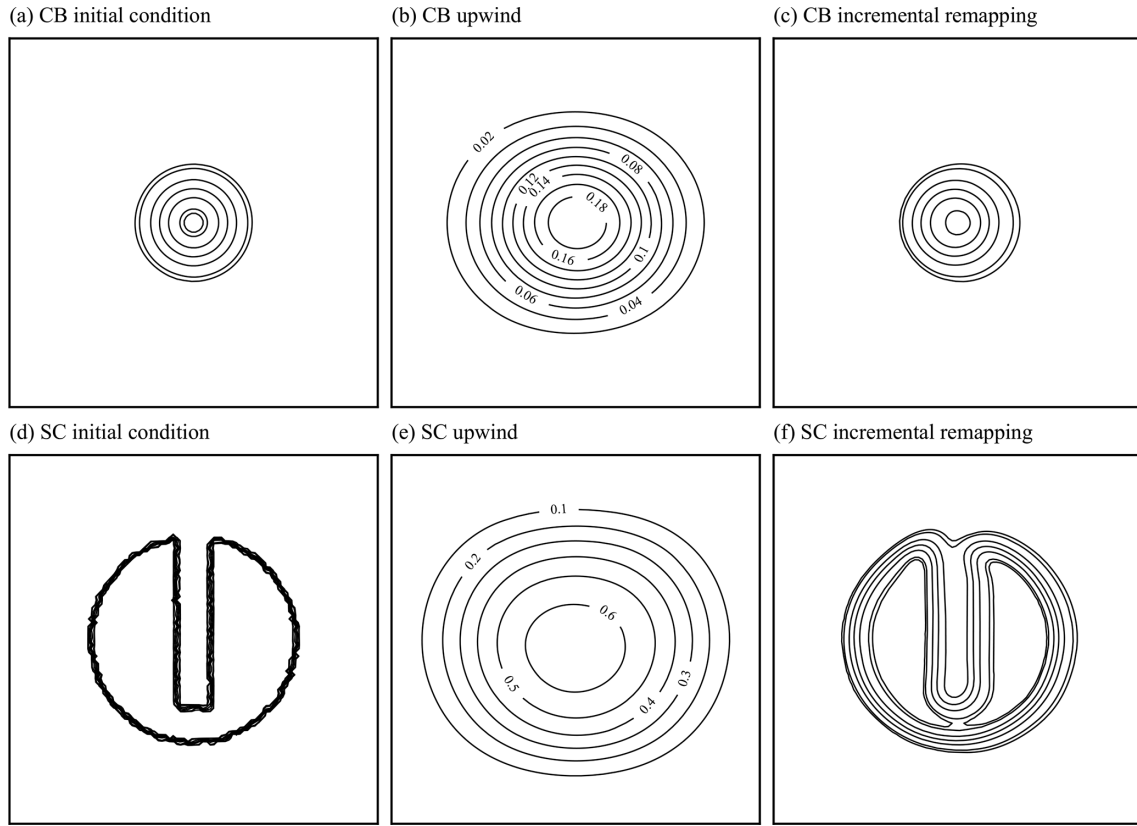 (a) CB initial condition
(b) CB upwind
(c) CB incremental remapping
0.02
0.08
0.12
0.14
0.18
0.16
0.1
0.06
0.04
(d) SC initial condition
(e) SC upwind
(f) SC incremental remapping
0.1
0.2
0.6
0.5
0.4
0.3